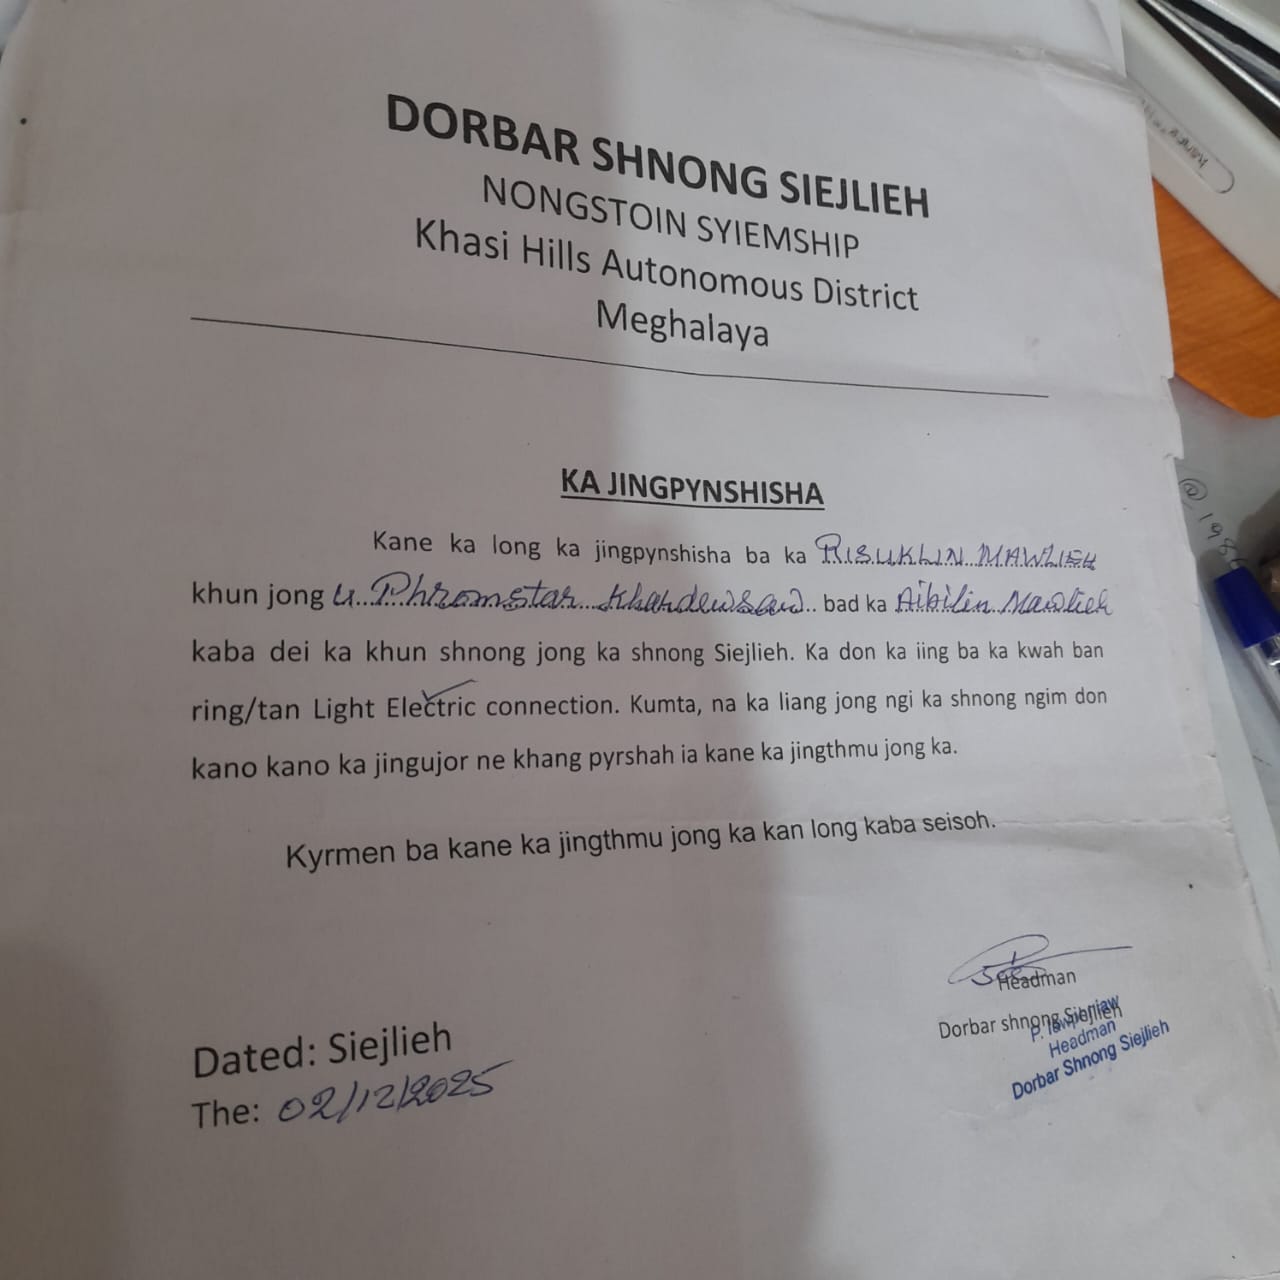 DORBAR SHNONG SIEJLIEH
NONGSTOIN SYIEMSHIP
Khasi Hills Autonomous District
Meghalaya
KA JINGPYNSHISHA
Kane ka long ka jingpynshisha ba ka RISUKLIN MAWLIEH
khun jong u Phromstar Khardewsaw bad ka Aibilin Mawlieh
kaba dei ka khun shnong jong ka shnong Siejlieh. Ka don ka iing ba ka kwah ban
ring/tan Light Electric connection. Kumta, na ka liang jong ngi ka shnong ngim don
kano kano ka jingujor ne khang pyrshah ia kane ka jingthmu jong ka.
Kyrmen ba kane ka jingthmu jong ka kan long kaba seisoh.
Headman
Dorbar shnong Siejlieh
Headman
Dorbar Shnong Siejlieh
Dated: Siejlieh
The: 02/12/2025